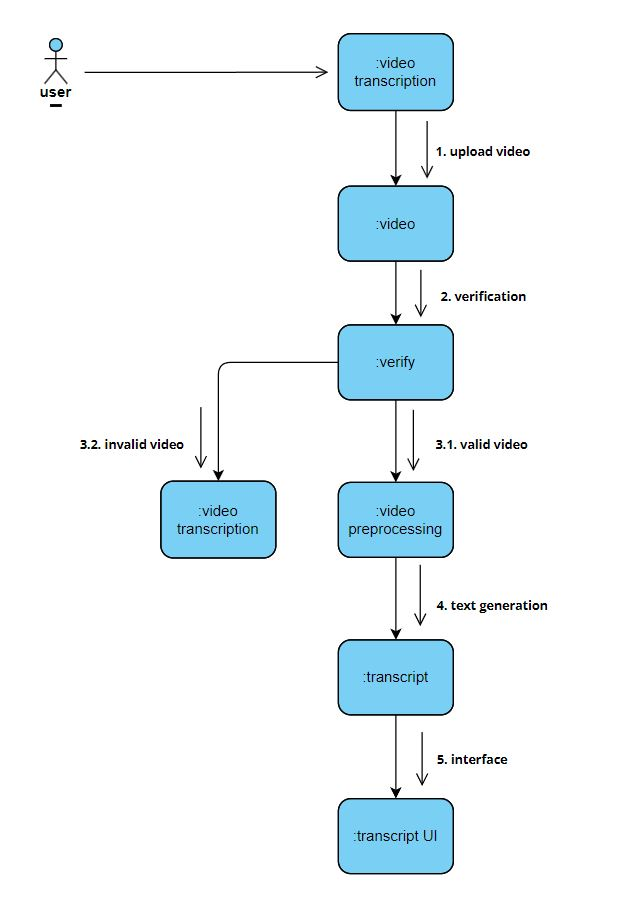 user
:video
transcription
1. upload video
:video
2. verification
:verify
3.2. invalid video
3.1. valid video
:video
transcription
:video
preprocessing
4. text generation
:transcript
5. interface
:transcript UI